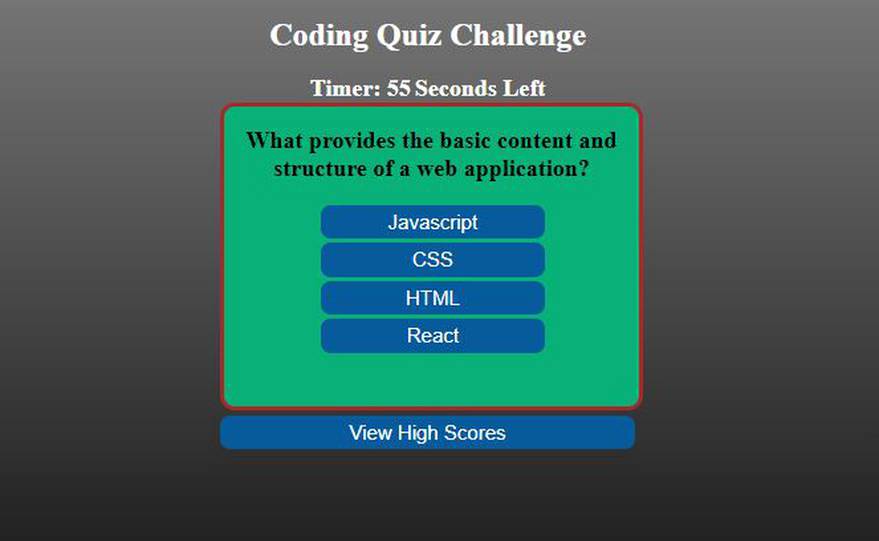 Coding Quiz Challenge
Timer: 55 Seconds Left
What provides the basic content and
structure of a web application?
Javascript
CSS
HTML
React
View High Scores